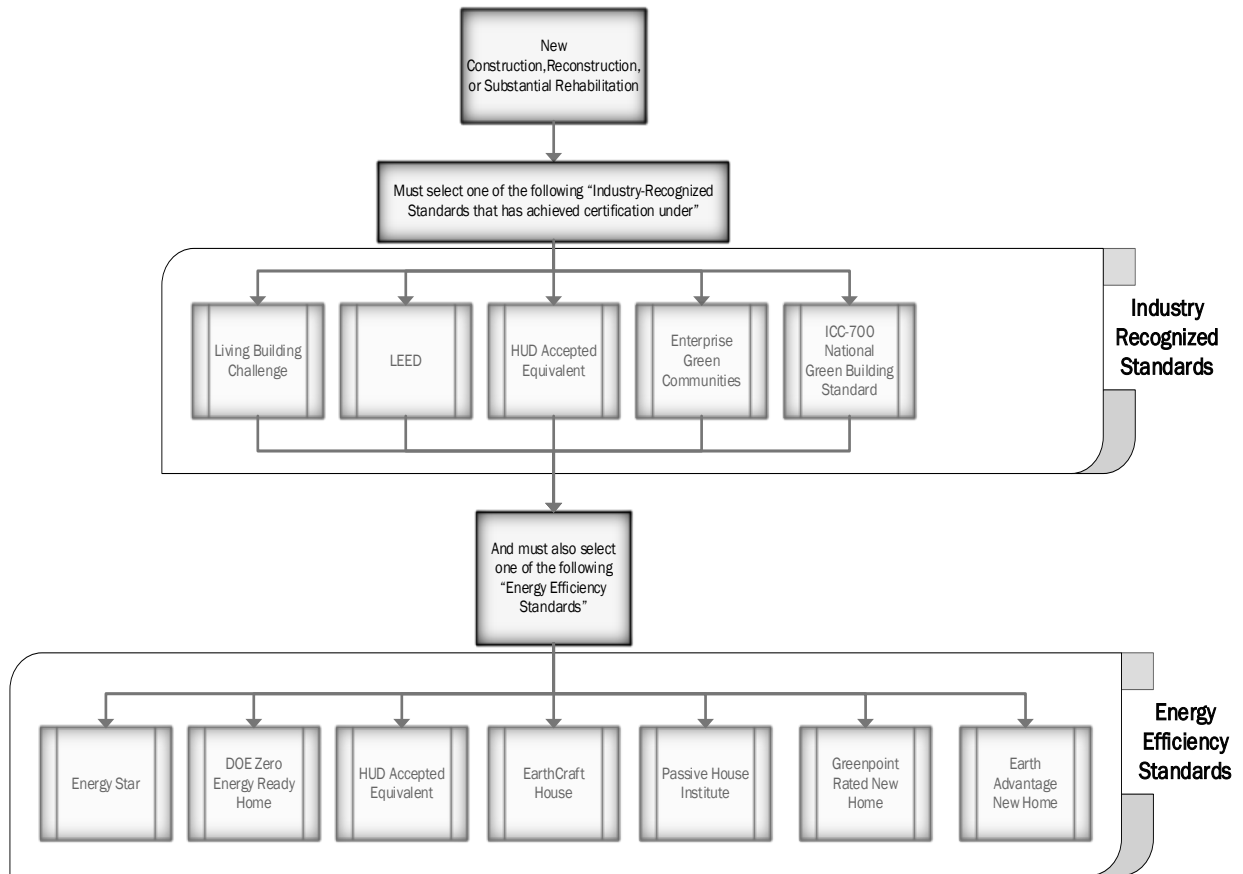 New
Construction,Reconstruction,
or Substantial Rehabilitation
Must select one of the following “Industry-Recognized
Standards that has achieved certification under”
Living Building
Challenge
LEED
HUD Accepted
Equivalent
Enterprise
Green
Communities
ICC-700
National
Green Building
Standard
Industry
Recognized
Standards
And must also select
one of the following
“Energy Efficiency
Standards”
Energy Star
DOE Zero
Energy Ready
Home
HUD Accepted
Equivalent
EarthCraft
House
Passive House
Institute
Greenpoint
Rated New
Home
Earth
Advantage
New Home
Energy
Efficiency
Standards